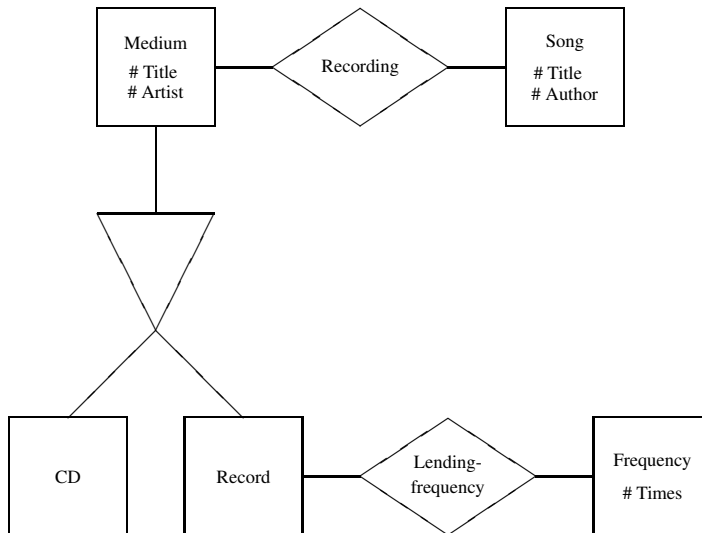 Medium
# Title
# Artist
Recording
Song
# Title
# Author
CD
Record
Lending-
frequency
Frequency
# Times